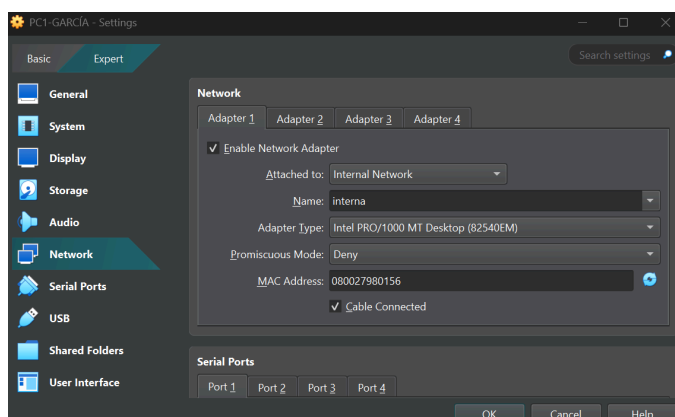 PC1-GARCÍA - Settings
Basic
Expert
Search settings
General
System
Display
Storage
Audio
Network
Serial Ports
USB
Shared Folders
User Interface
Network
Adapter 1
Adapter 2
Adapter 3
Adapter 4
Enable Network Adapter
Attached to: Internal Network
Name: interna
Adapter Type: Intel PRO/1000 MT Desktop (82540EM)
Promiscuous Mode: Deny
MAC Address: 080027980156
Cable Connected
Serial Ports
Port 1
Port 2
Port 3
Port 4
OK
Cancel
Help